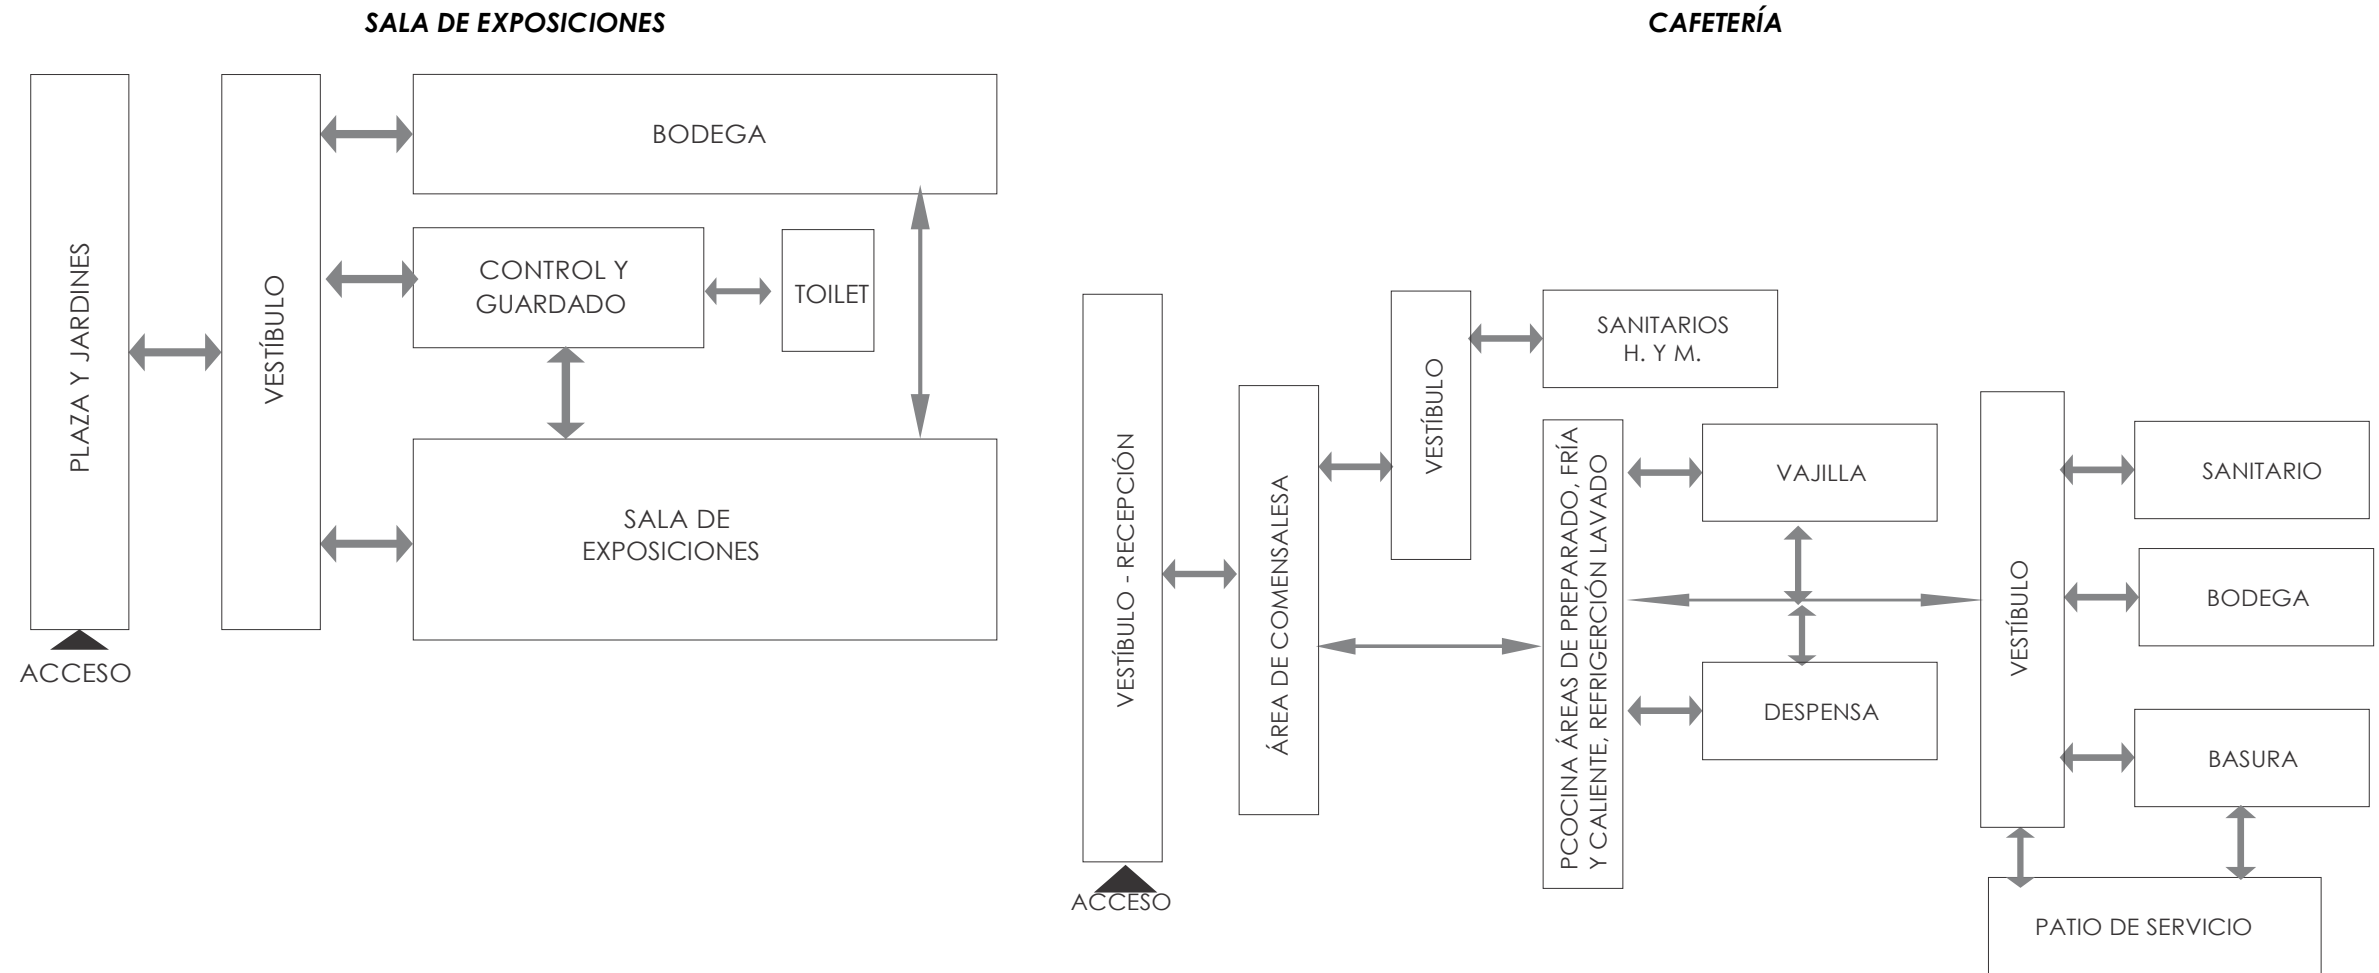 SALA DE EXPOSICIONES
PLAZA Y JARDINES
VESTÍBULO
BODEGA
CONTROL Y
GUARDADO
TOILET
SALA DE
EXPOSICIONES
ACCESO
CAFETERÍA
VESTÍBULO - RECEPCIÓN
ÁREA DE COMENSALESA
VESTÍBULO
SANITARIOS
H. Y M.
PCOCINA ÁREAS DE PREPARADO, FRÍA
Y CALIENTE, REFRIGERCIÓN LAVADO
VAJILLA
DESPENSA
VESTÍBULO
SANITARIO
BODEGA
BASURA
PATIO DE SERVICIO
ACCESO